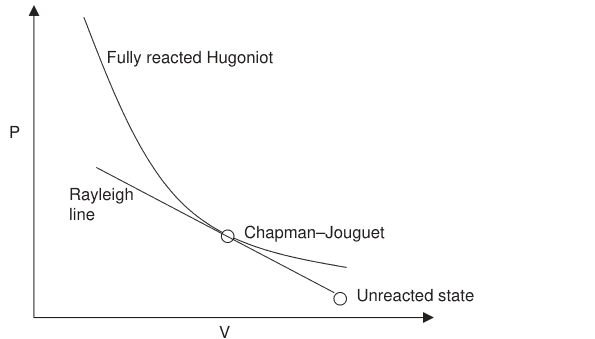 Fully reacted Hugoniot
P
Rayleigh
line
Chapman–Jouguet
Unreacted state
V